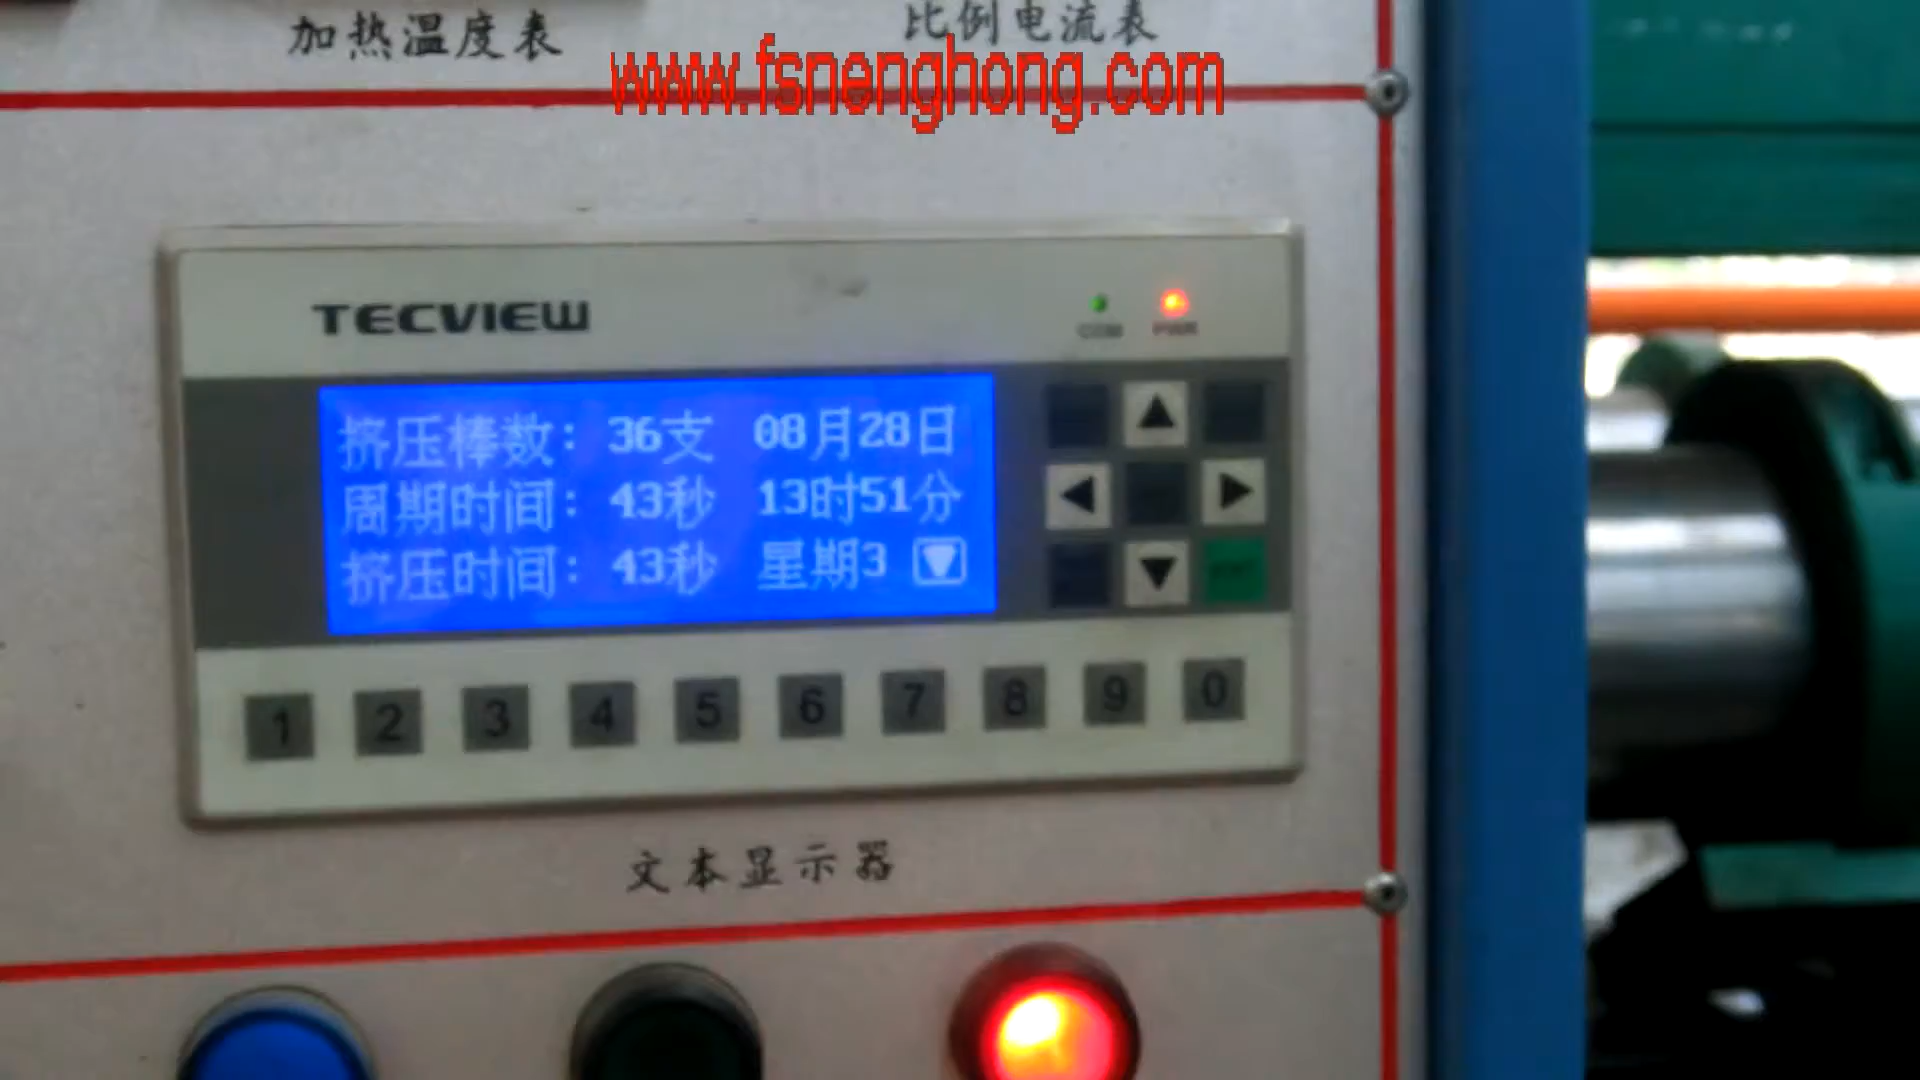 加热温度表
比例电流表
www.fsnenghong.com
TECVIEW
COM PWR
挤压棒数: 36支 08月28日
周期时间: 43秒 13时51分
挤压时间: 43秒 星期3
1 2 3 4 5 6 7 8 9 0
文本显示器